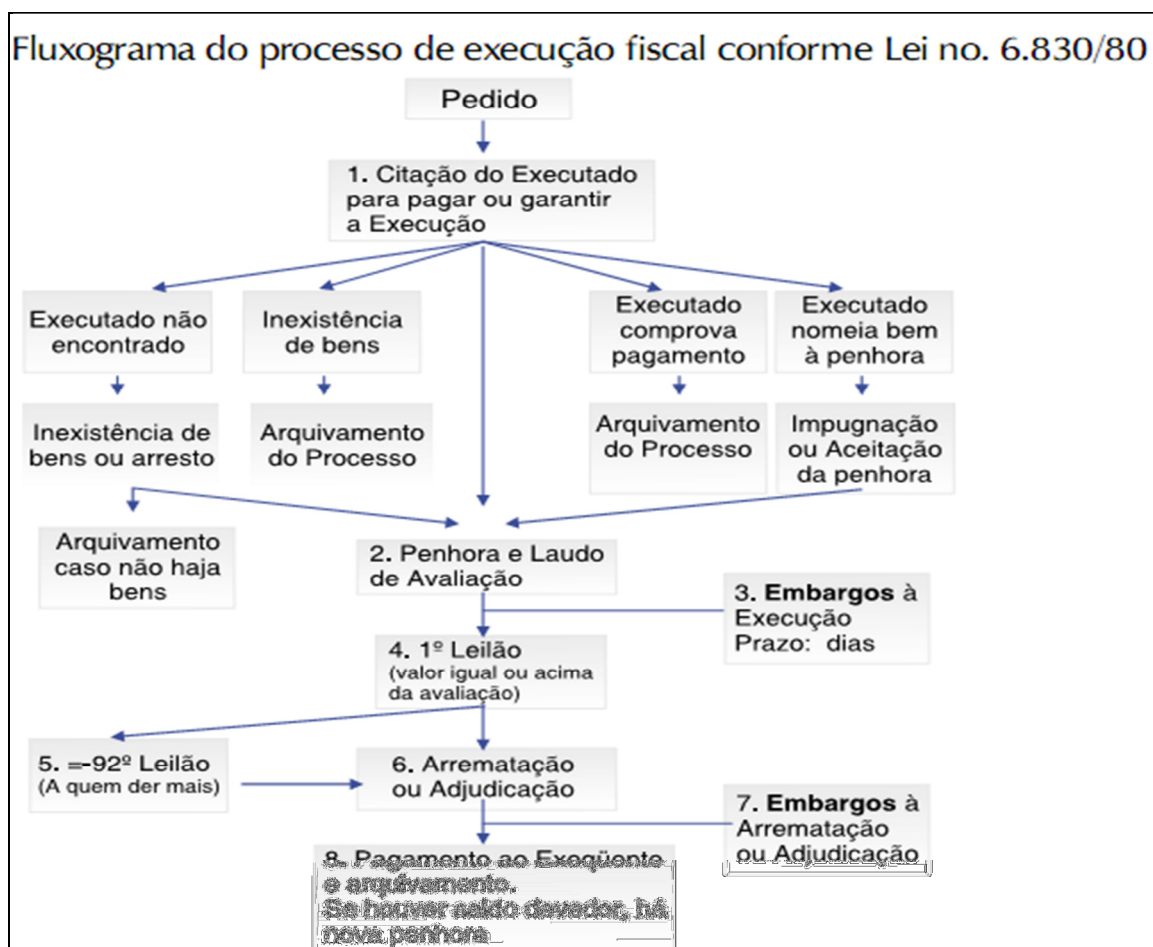 Fluxograma do processo de execução fiscal conforme Lei no. 6.830/80
Pedido
1. Citação do Executado
para pagar ou garantir
a Execução
Executado não
encontrado
Inexistência
de bens
Executado
comprova
pagamento
Executado
nomeia bem
à penhora
Inexistência de
bens ou arresto
Arquivamento
do Processo
Arquivamento
do Processo
Impugnação
ou Aceitação
da penhora
Arquivamento
caso não haja
bens
2. Penhora e Laudo
de Avaliação
3. Embargos à
Execução
Prazo: dias
4. 1º Leilão
(valor igual ou acima
da avaliação)
5. =-92º Leilão
(A quem der mais)
6. Arrematação
ou Adjudicação
7. Embargos à
Arrematação
ou Adjudicação
8. Pagamento ao Exeqüente
e arquivamento.
Se houver saldo devedor, há
nova penhora